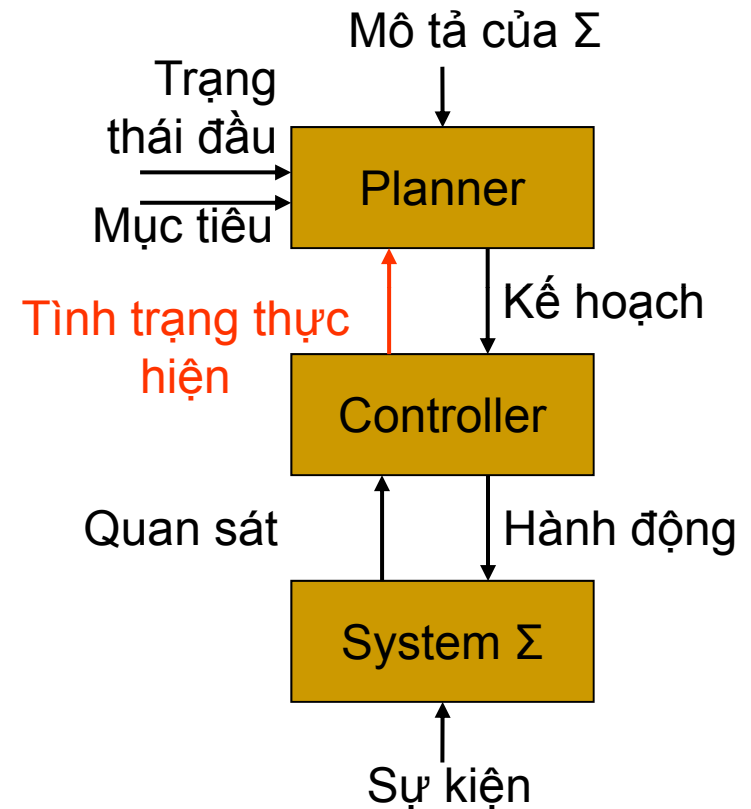 Mô tả của Σ
Trạng
thái đầu
Planner
Mục tiêu
Tình trạng thực
hiện
Kế hoạch
Controller
Quan sát
Hành động
System Σ
Sự kiện